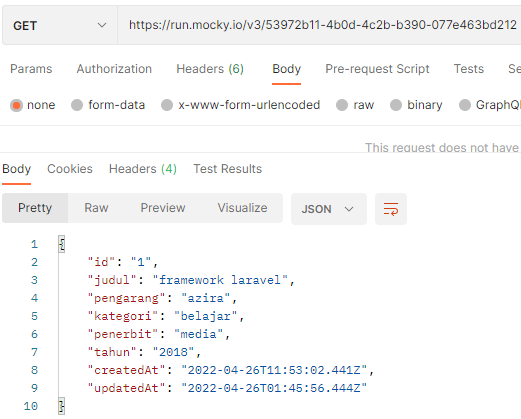 GET https://run.mocky.io/v3/53972b11-4b0d-4c2b-b390-077e463bd212
Params Authorization Headers (6) Body Pre-request Script Tests Se
none form-data x-www-form-urlencoded raw binary GraphQ
This request does not have
Body Cookies Headers (4) Test Results
Pretty Raw Preview Visualize JSON
1 {
2 "id": "1",
3 "judul": "framework laravel",
4 "pengarang": "azira",
5 "kategori": "belajar",
6 "penerbit": "media",
7 "tahun": "2018",
8 "createdAt": "2022-04-26T11:53:02.441Z",
9 "updatedAt": "2022-04-26T01:45:56.444Z"
10 }